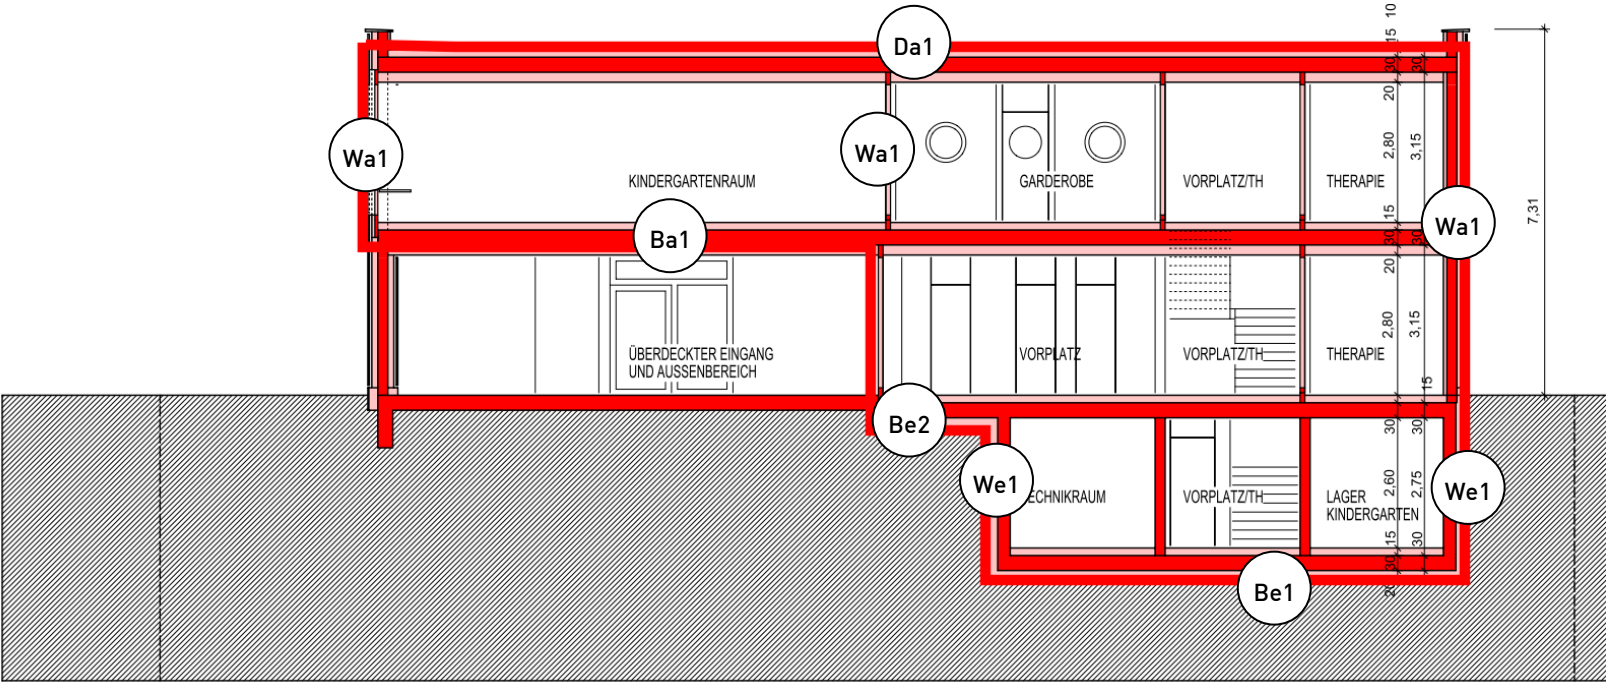 10
Da1
15
30
30
20
Wa1
Wa1
2,80
3,15
KINDERGARTENRAUM
GARDEROBE
VORPLATZ/TH
THERAPIE
7,31
15
Wa1
Ba1
30
30
20
2,80
3,15
ÜBERDECKTER EINGANG
UND AUSSENBEREICH
VORPLATZ
VORPLATZ/TH
THERAPIE
15
Be2
30
30
We1
2,60
2,75
We1
ECHNIKRAUM
VORPLATZ/TH
LAGER
KINDERGARTEN
15
30
30
Be1